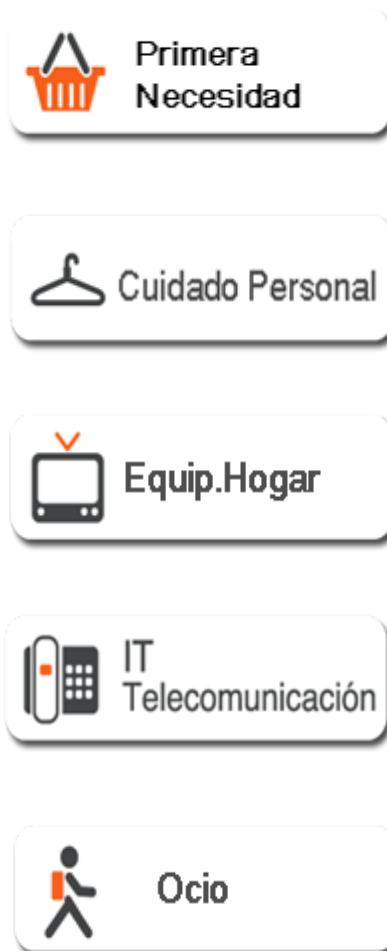 Primera
Necesidad
Cuidado Personal
Equip.Hogar
IT
Telecomunicación
Ocio